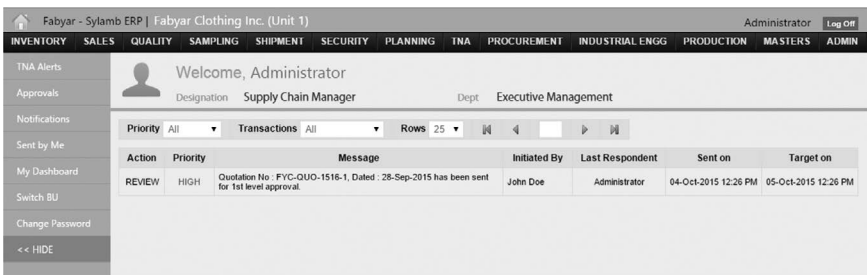 Fabyar - Sylamb ERP | Fabyar Clothing Inc. (Unit 1) Administrator Log Off
INVENTORY SALES QUALITY SAMPLING SHIPMENT SECURITY PLANNING TNA PROCUREMENT INDUSTRIAL ENGG PRODUCTION MASTERS ADMIN
TNA Alerts
Approvals
Notifications
Sent by Me
My Dashboard
Switch BU
Change Password
<< HIDE
Welcome, Administrator
Designation Supply Chain Manager Dept Executive Management
Priority All Transactions All Rows 25
Action Priority Message Initiated By Last Respondent Sent on Target on
REVIEW HIGH Quotation No : FYC-QUO-1516-1, Dated : 28-Sep-2015 has been sent John Doe Administrator 04-Oct-2015 12:26 PM 05-Oct-2015 12:26 PM
for 1st level approval.